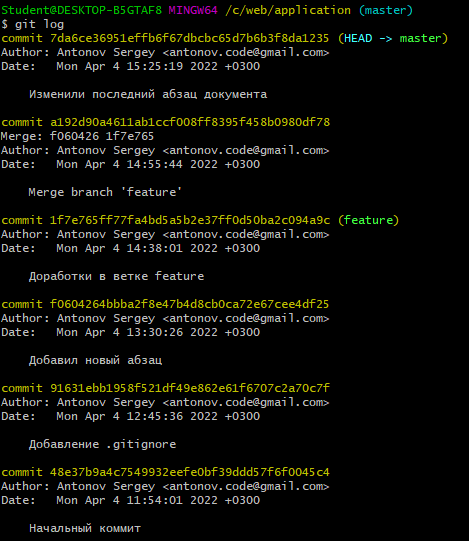 Student@DESKTOP-B5GTAF8 MINGW64 /c/web/application (master)
$ git log
commit 7da6ce36951effb6f67dbcbc65d7b6b3f8da1235 (HEAD -> master)
Author: Antonov Sergey <antonov.code@gmail.com>
Date:   Mon Apr 4 15:25:19 2022 +0300
Изменили последний абзац документа
commit a192d90a4611ab1ccf008ff8395f458b0980df78
Merge: f060426 1f7e765
Author: Antonov Sergey <antonov.code@gmail.com>
Date:   Mon Apr 4 14:55:44 2022 +0300
Merge branch 'feature'
commit 1f7e765ff77fa4bd5a5b2e37ff0d50ba2c094a9c (feature)
Author: Antonov Sergey <antonov.code@gmail.com>
Date:   Mon Apr 4 14:38:01 2022 +0300
Доработки в ветке feature
commit f0604264bbba2f8e47b4d8cb0ca72e67cee4df25
Author: Antonov Sergey <antonov.code@gmail.com>
Date:   Mon Apr 4 13:30:26 2022 +0300
Добавил новый абзац
commit 91631ebb1958f521df49e862e61f6707c2a70c7f
Author: Antonov Sergey <antonov.code@gmail.com>
Date:   Mon Apr 4 12:45:36 2022 +0300
Добавление .gitignore
commit 48e37b9a4c7549932eefe0bf39ddd57f6f0045c4
Author: Antonov Sergey <antonov.code@gmail.com>
Date:   Mon Apr 4 11:54:01 2022 +0300
Начальный коммит